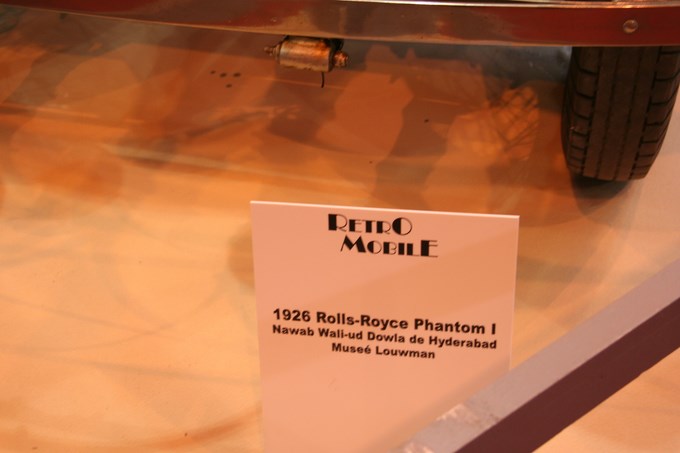 RETRO
MOBILE
1926 Rolls-Royce Phantom I
Nawab Wali-ud Dowla de Hyderabad
Museé Louwman